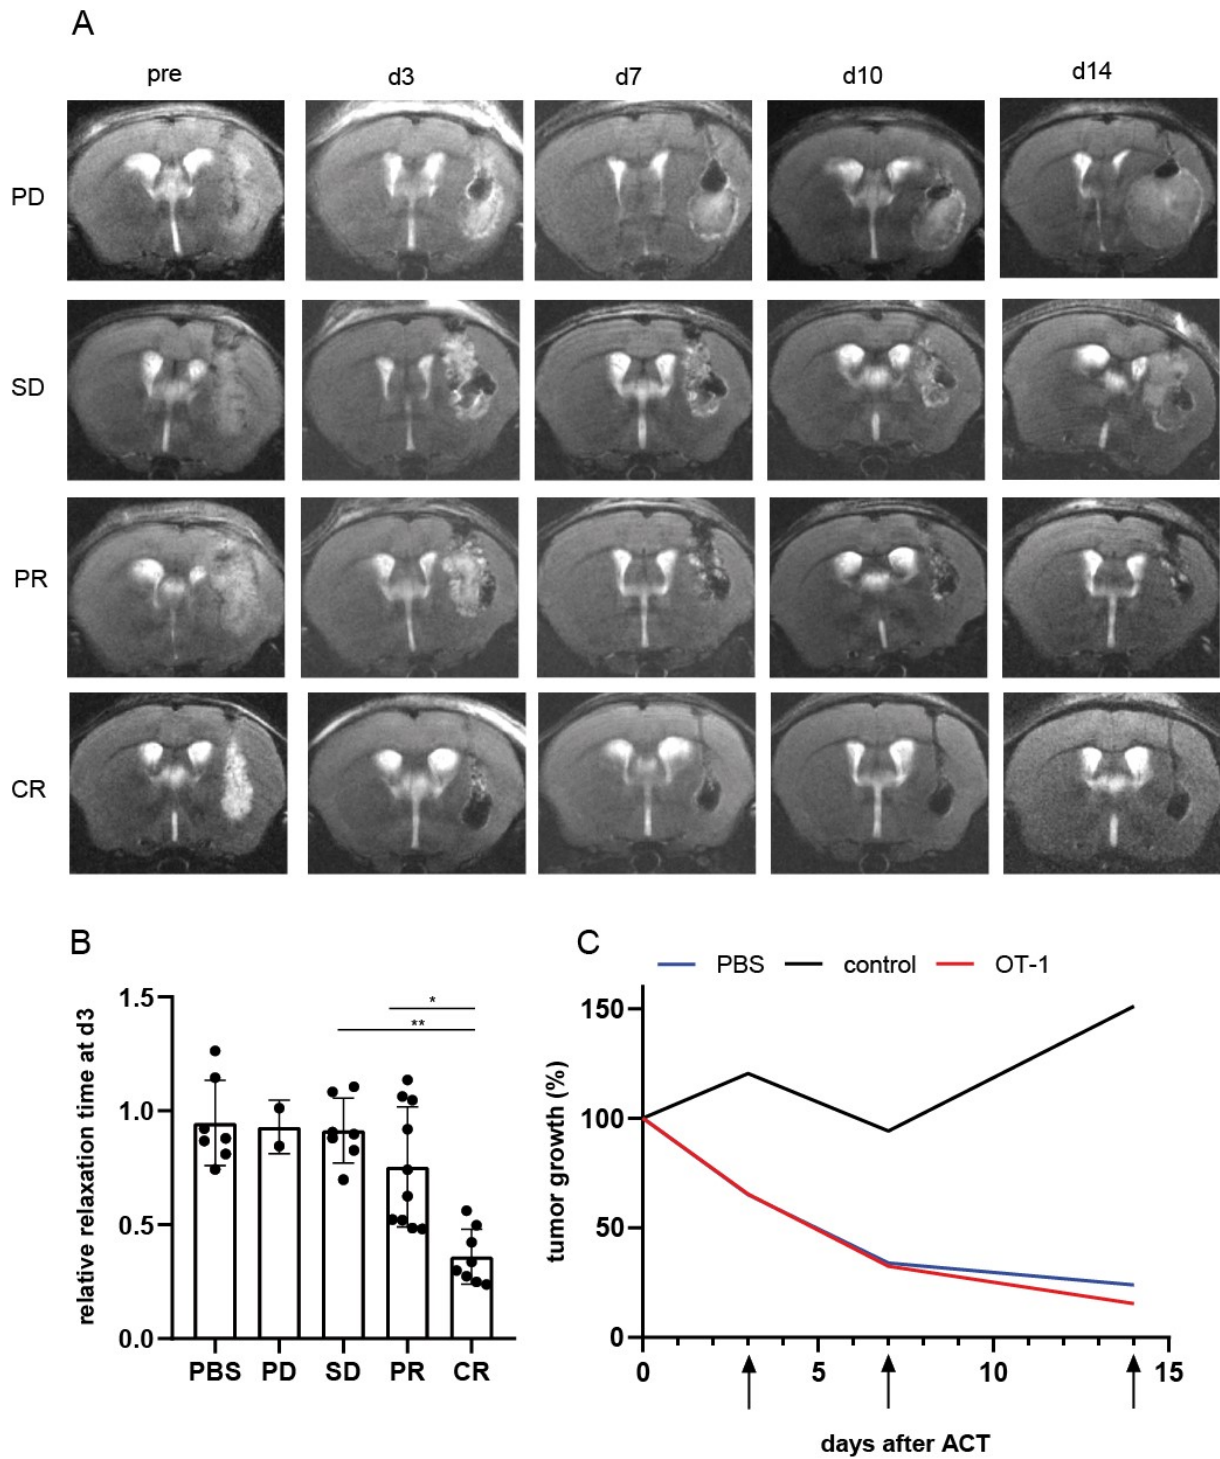 A
pre d3 d7 d10 d14
PD
SD
PR
CR
B
relative relaxation time at d3
1.5
1.0
0.5
0.0
*
**
PBS PD SD PR CR
C
PBS control OT-1
tumor growth (%)
150
100
50
0
0 5 10 15
days after ACT